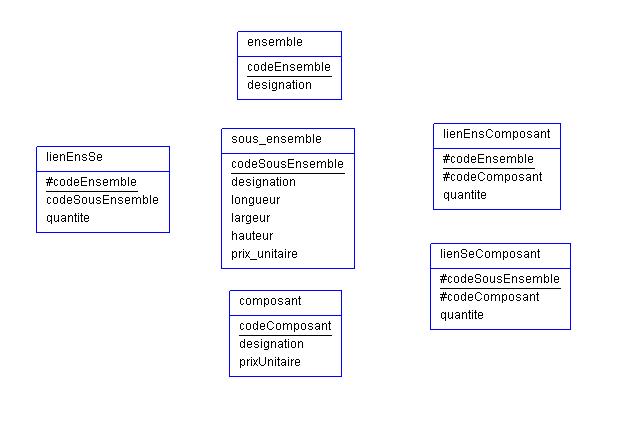 ensemble
codeEnsemble
designation
lienEnsSe
#codeEnsemble
codeSousEnsemble
quantite
sous_ensemble
codeSousEnsemble
designation
longueur
largeur
hauteur
prix_unitaire
lienEnsComposant
#codeEnsemble
#codeComposant
quantite
lienSeComposant
#codeSousEnsemble
#codeComposant
quantite
composant
codeComposant
designation
prixUnitaire